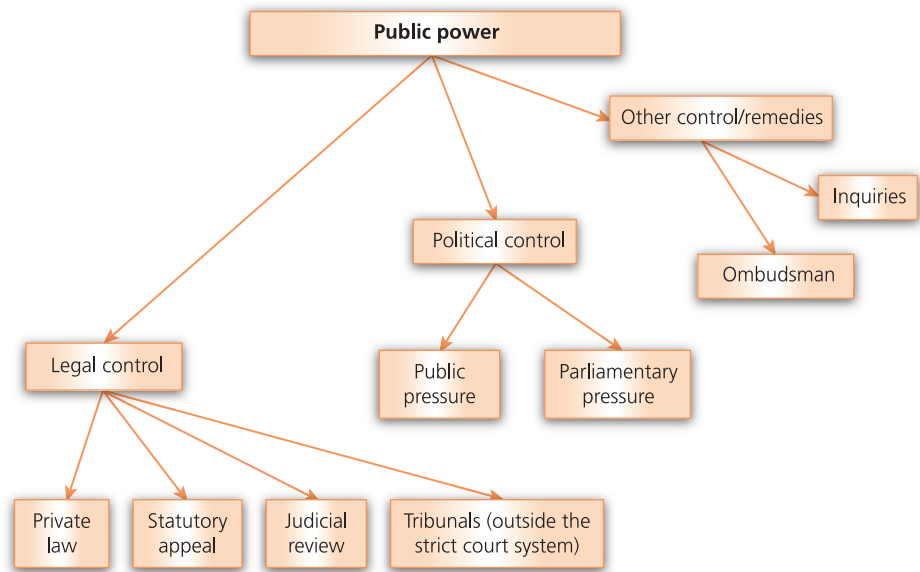 Public power
Other control/remedies
Inquiries
Political control
Ombudsman
Legal control
Public
pressure
Parliamentary
pressure
Private
law
Statutory
appeal
Judicial
review
Tribunals (outside the
strict court system)